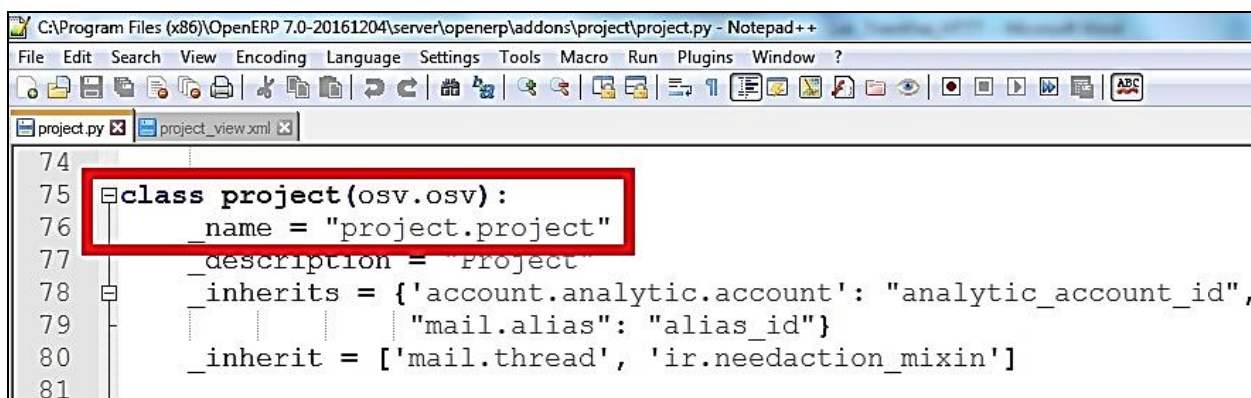 C:\Program Files (x86)\OpenERP 7.0-20161204\server\openerp\addons\project\project.py - Notepad++
File Edit Search View Encoding Language Settings Tools Macro Run Plugins Window ?
ABC
project.py project_view.xml
74
75 class project(osv.osv):
76 _name = "project.project"
77 _description = "Project"
78 _inherits = {'account.analytic.account': "analytic_account_id",
79 "mail.alias": "alias_id"}
80 _inherit = ['mail.thread', 'ir.needaction_mixin']
81